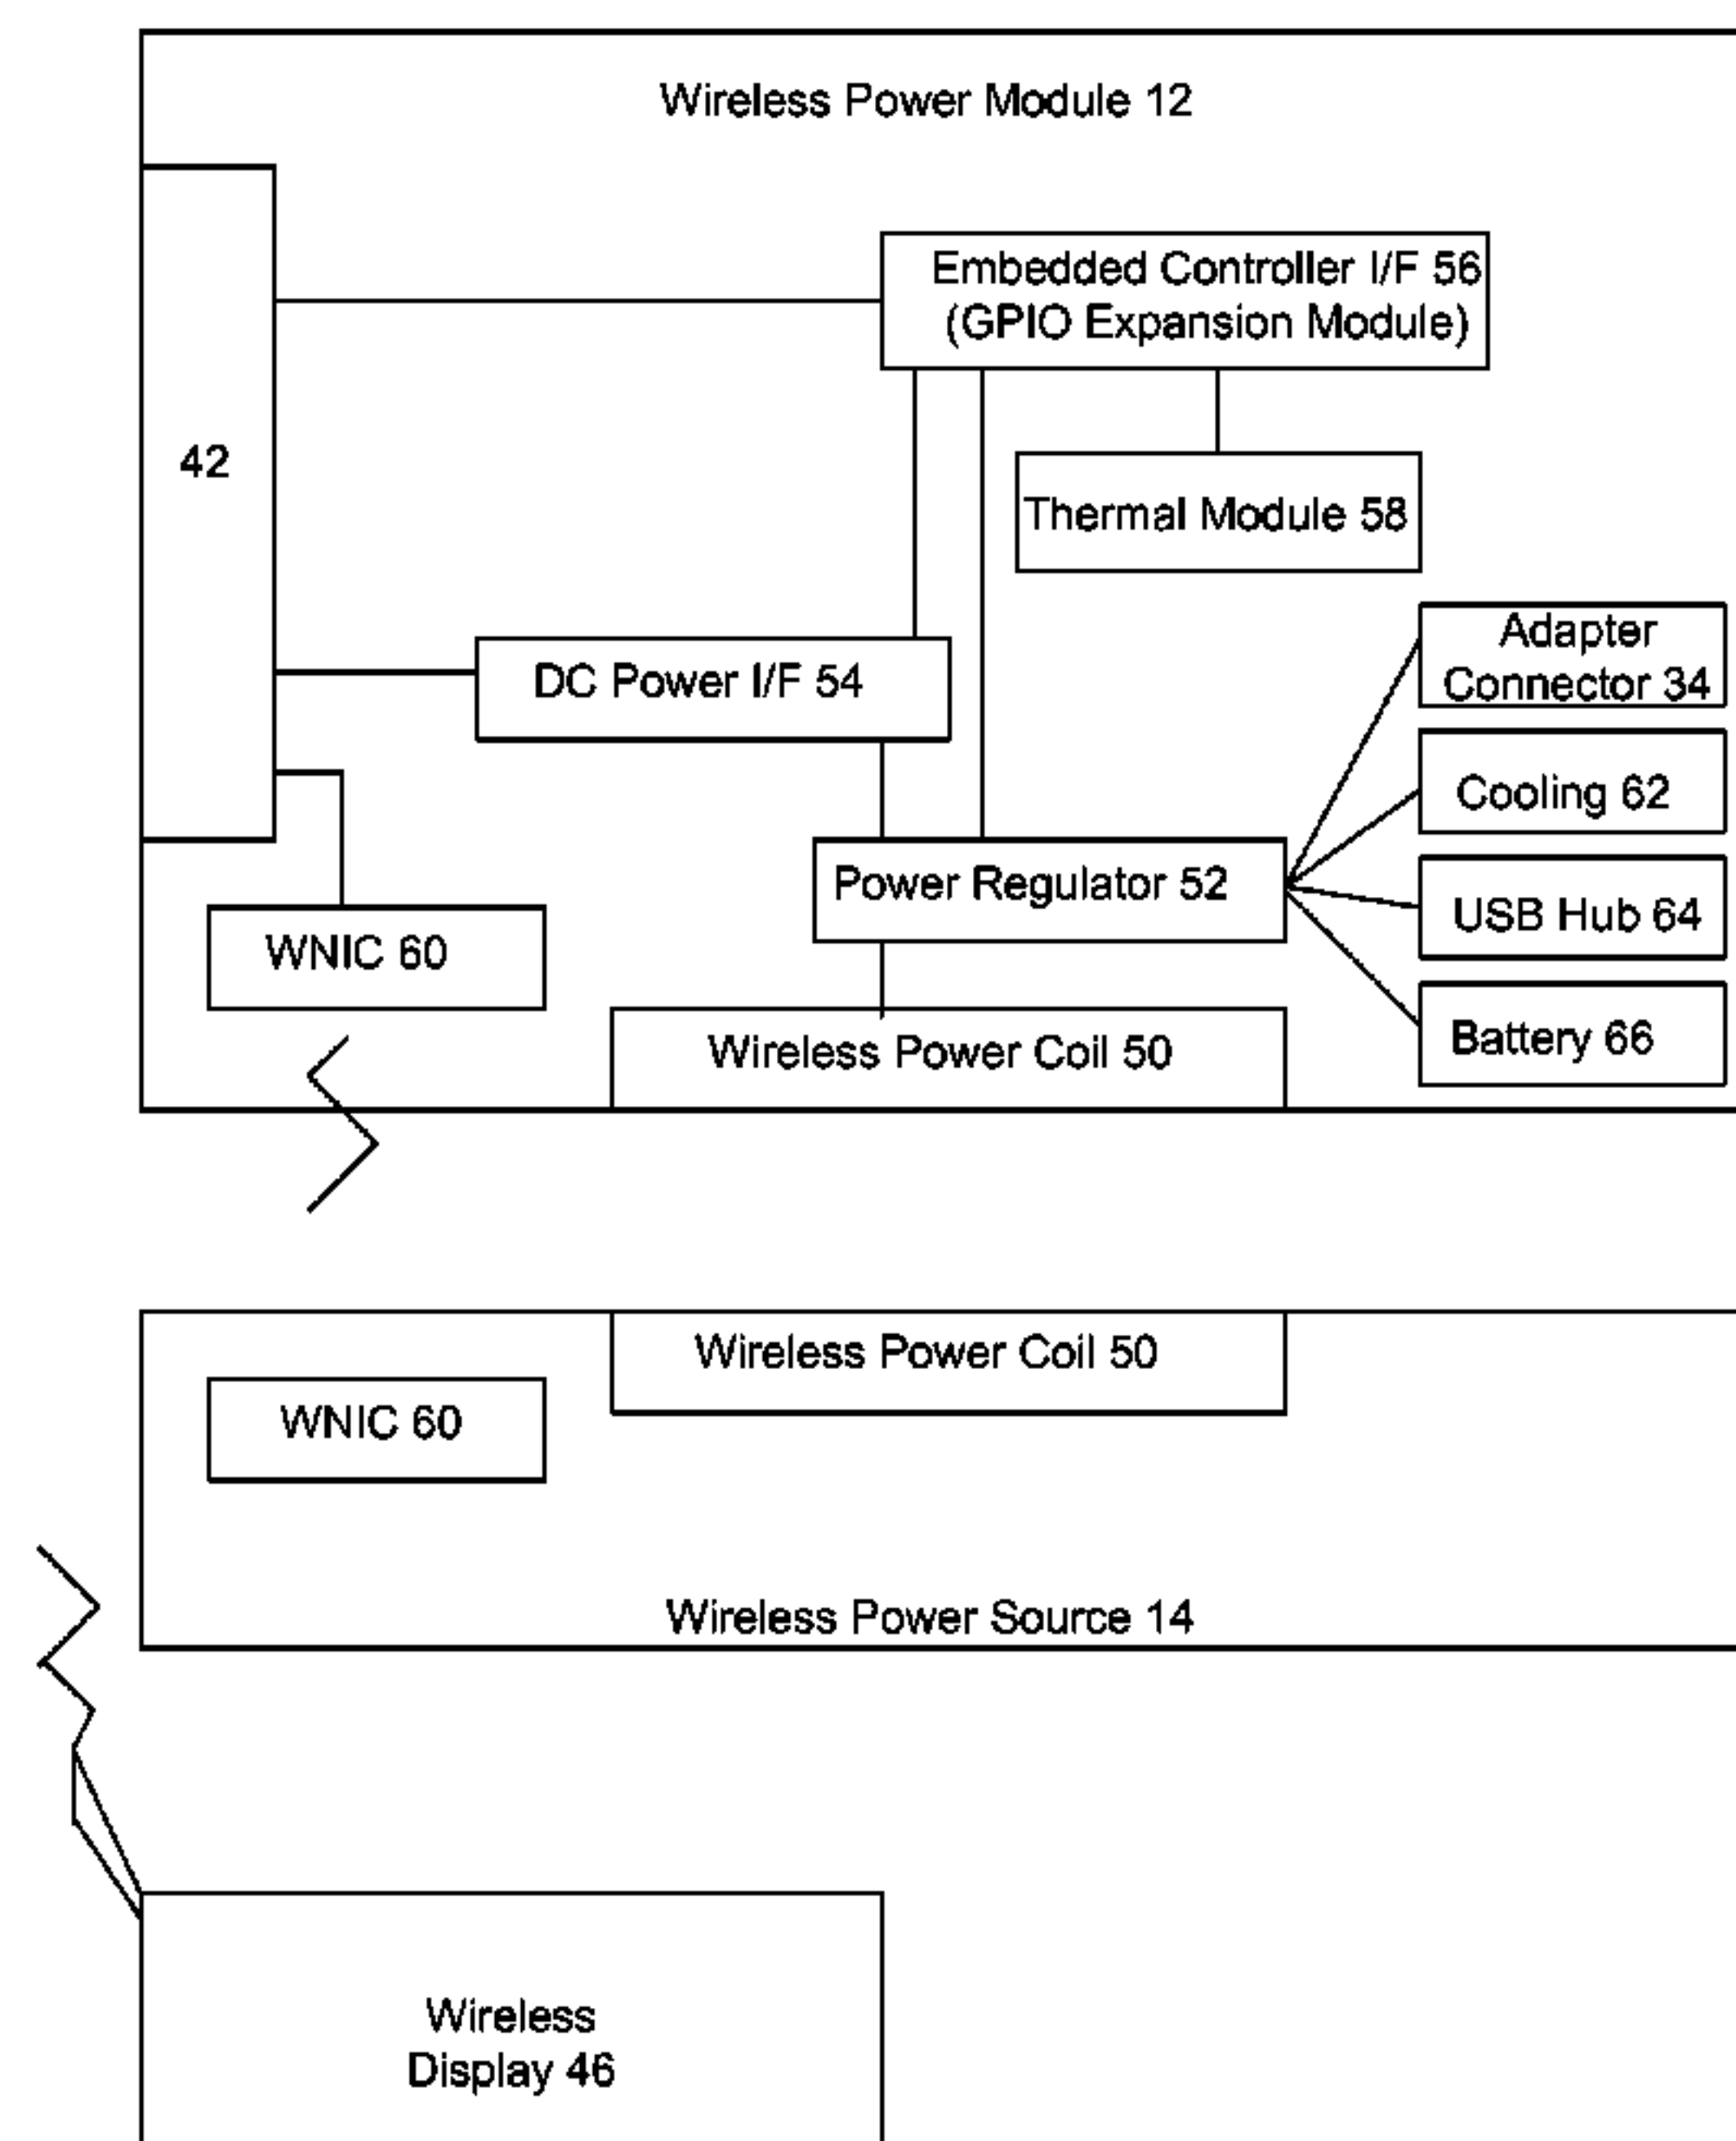 Wireless Power Module 12
Embedded Controller I/F 56
(GPIO Expansion Module)
42
Thermal Module 58
Adapter
Connector 34
DC Power I/F 54
Cooling 62
Power Regulator 52
USB Hub 64
WNIC 60
Battery 66
Wireless Power Coil 50
Wireless Power Coil 50
WNIC 60
Wireless Power Source 14
Wireless
Display 46